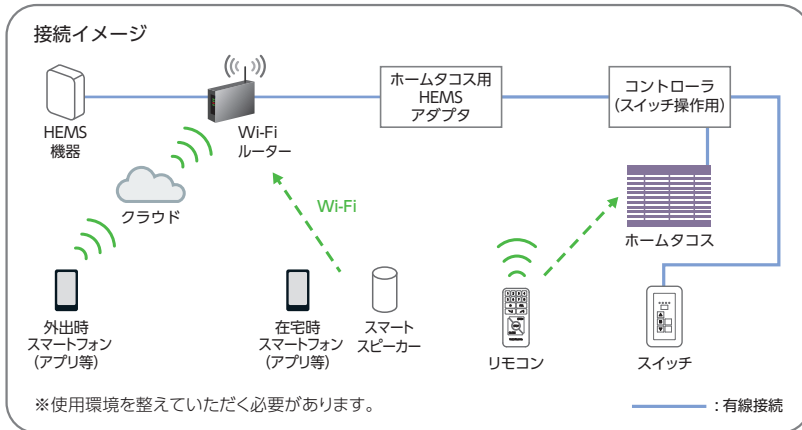 接続イメージ
HEMS
機器
Wi-Fi
ルーター
ホームタコス用
HEMS
アダプタ
コントローラ
(スイッチ操作用)
クラウド
Wi-Fi
ホームタコス
外出時
スマートフォン
(アプリ等)
在宅時
スマートフォン
(アプリ等)
スマート
スピーカー
リモコン
スイッチ
※使用環境を整えていただく必要があります。
：有線接続